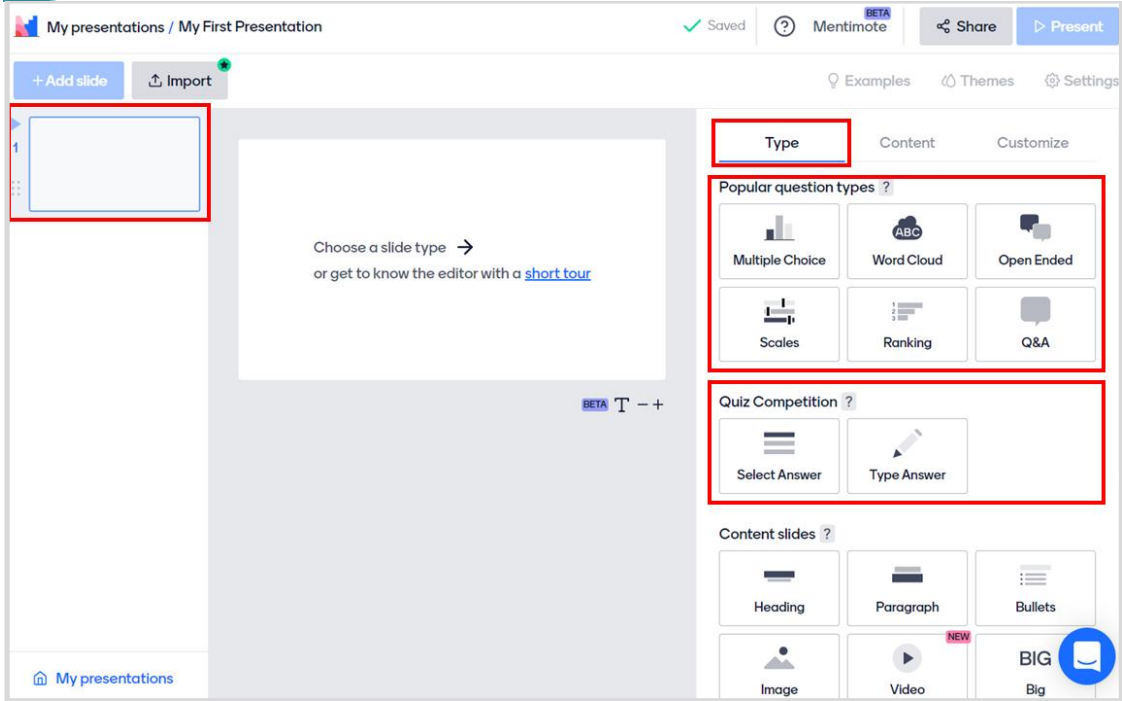 My presentations / My First Presentation
Saved
?
Mentimote
BETA
Share
Present
+ Add slide
Import
Examples
Themes
Settings
1
Choose a slide type →
or get to know the editor with a short tour
BETA T − +
My presentations
Type
Content
Customize
Popular question types ?
Multiple Choice
ABC
Word Cloud
Open Ended
Scales
1
2
3
Ranking
Q&A
Quiz Competition ?
Select Answer
Type Answer
Content slides ?
Heading
Paragraph
Bullets
Image
NEW
Video
BIG
Big